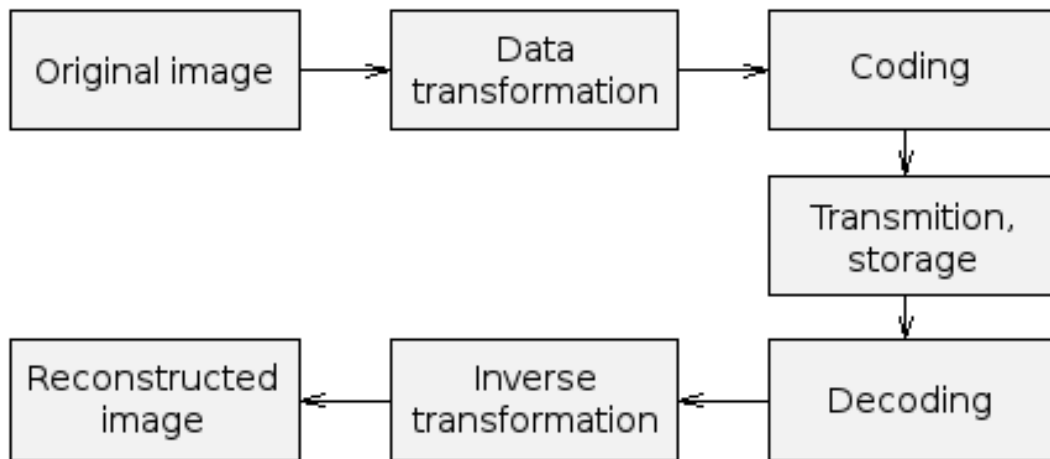 Original image
Data
transformation
Coding
Transmition,
storage
Decoding
Inverse
transformation
Reconstructed
image